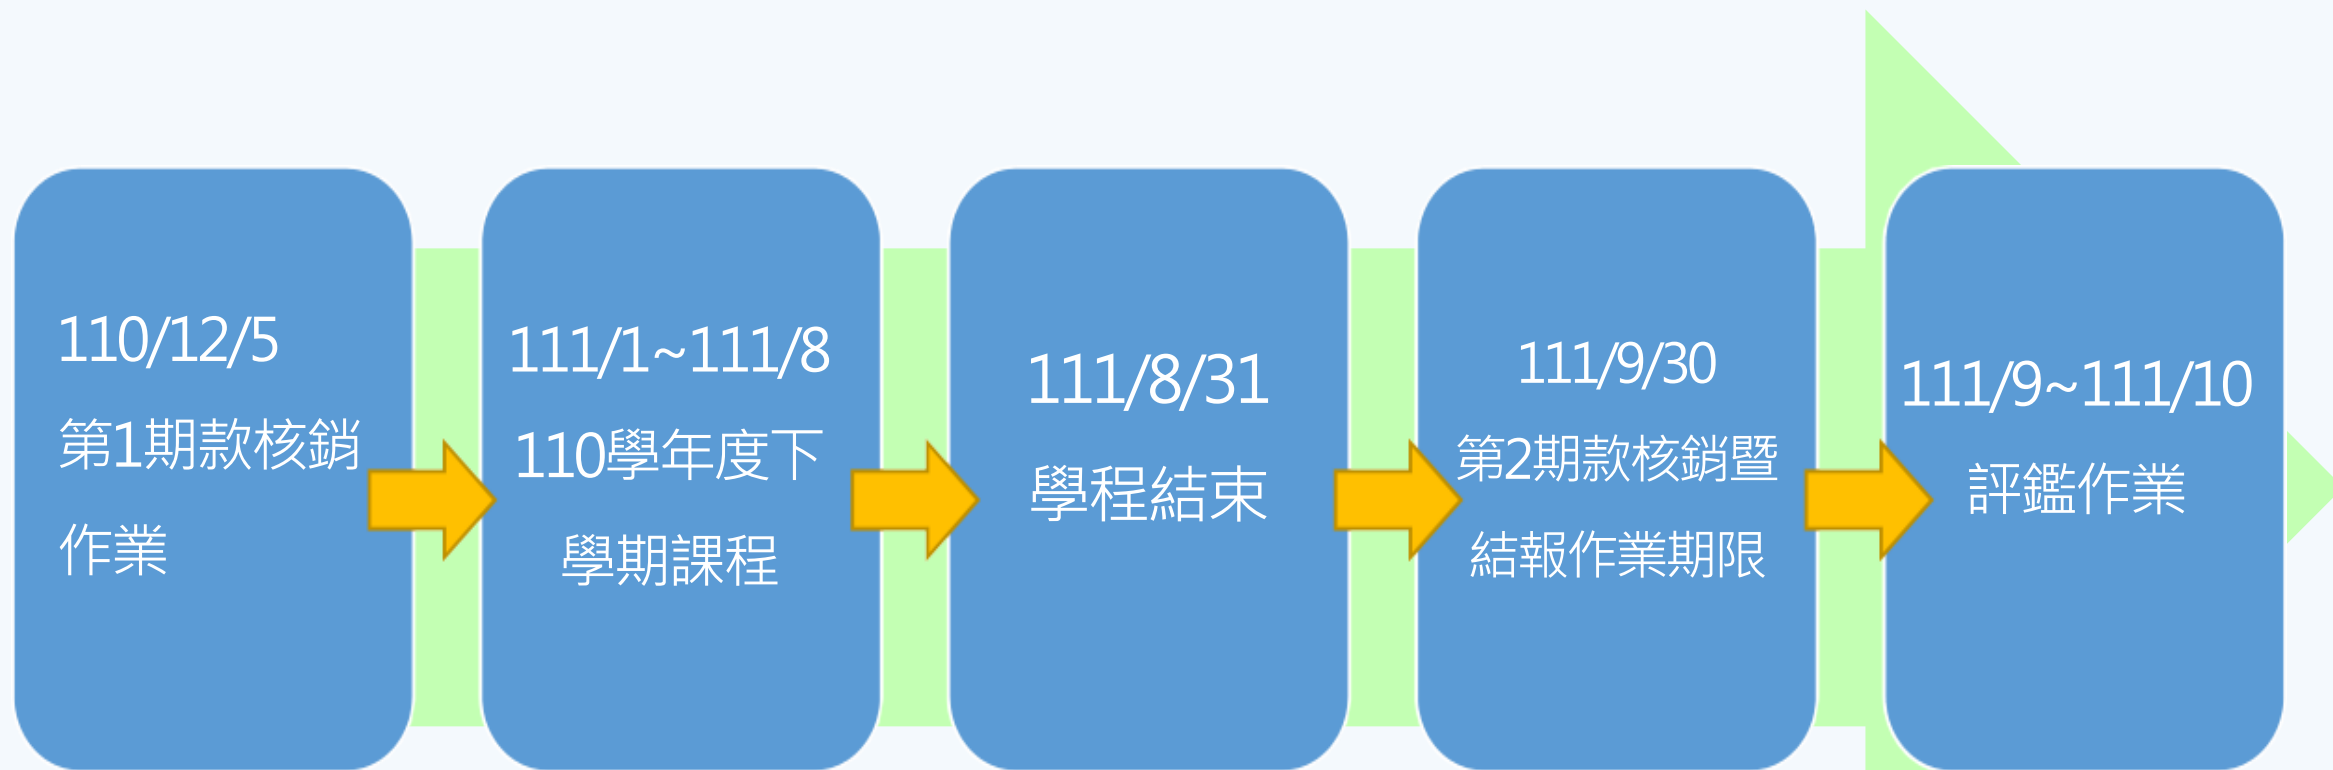 110/12/5
第1期款核銷
作業
111/1~111/8
110學年度下
學期課程
111/8/31
學程結束
111/9/30
第2期款核銷暨
結報作業期限
111/9~111/10
評鑑作業